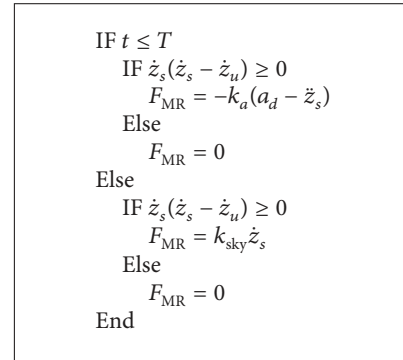 IF t ≤ T
IF ż_s(ż_s − ż_u) ≥ 0
F_MR = −k_a(a_d − z̈_s)
Else
F_MR = 0
Else
IF ż_s(ż_s − ż_u) ≥ 0
F_MR = k_sky ż_s
Else
F_MR = 0
End